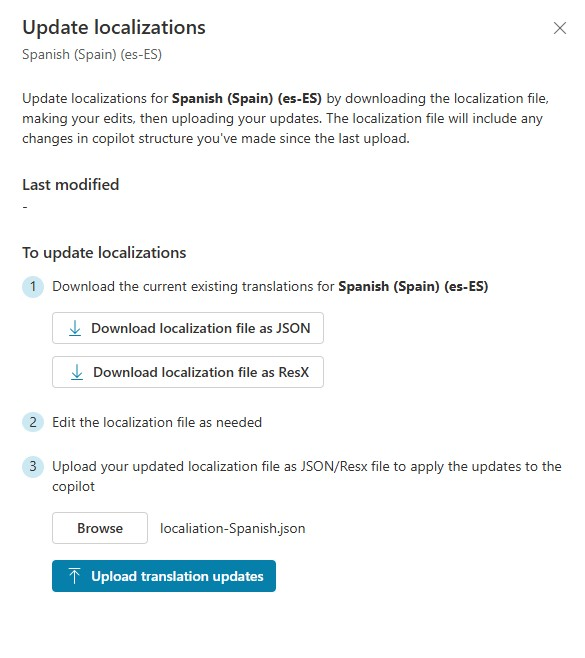 Update localizations
Spanish (Spain) (es-ES)
Update localizations for Spanish (Spain) (es-ES) by downloading the localization file,
making your edits, then uploading your updates. The localization file will include any
changes in copilot structure you've made since the last upload.
Last modified
-
To update localizations
1 Download the current existing translations for Spanish (Spain) (es-ES)
Download localization file as JSON
Download localization file as ResX
2 Edit the localization file as needed
3 Upload your updated localization file as JSON/Resx file to apply the updates to the
copilot
Browse localiation-Spanish.json
Upload translation updates